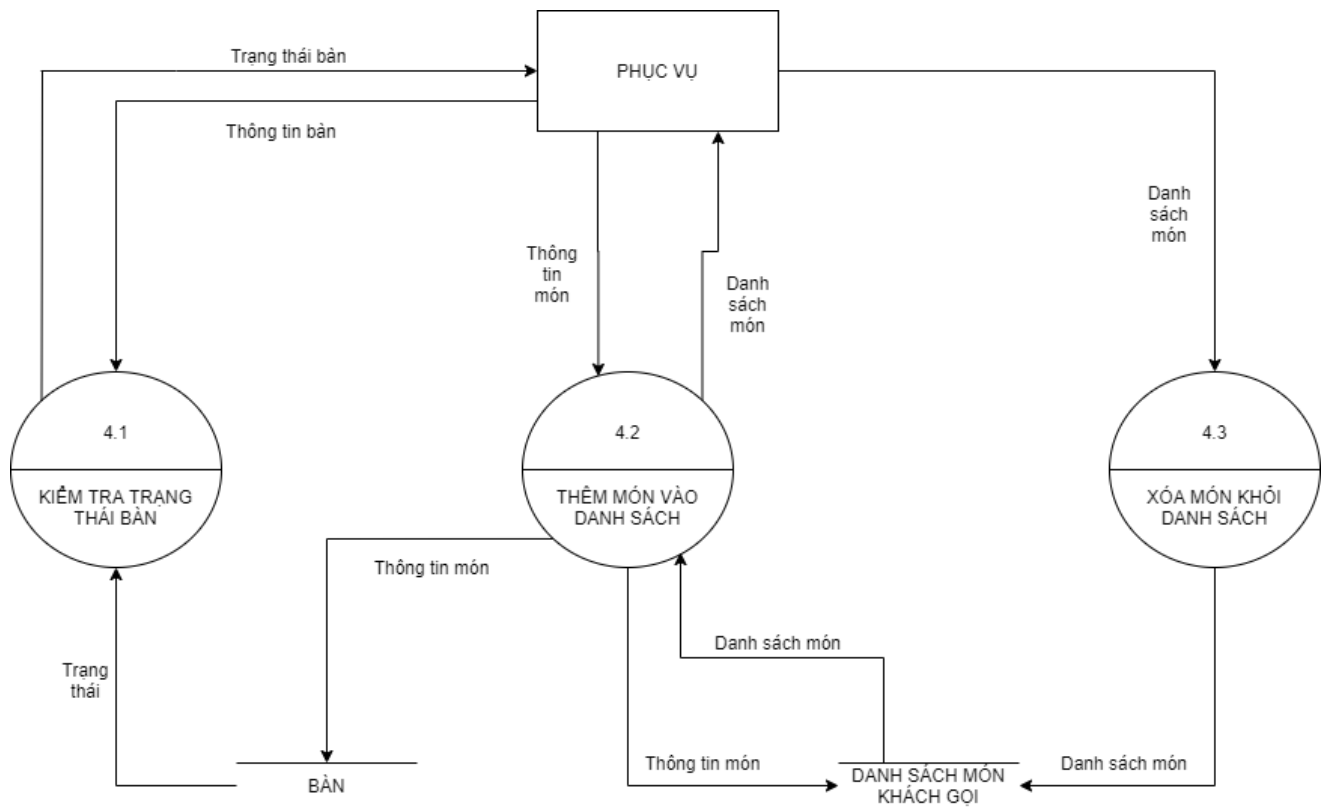 Trạng thái bàn
PHỤC VỤ
Thông tin bàn
Danh
sách
món
Thông
tin
món
Danh
sách
món
4.1
KIỂM TRA TRẠNG
THÁI BÀN
4.2
THÊM MÓN VÀO
DANH SÁCH
4.3
XÓA MÓN KHỎI
DANH SÁCH
Thông tin món
Danh sách món
Trạng
thái
BÀN
Thông tin món
DANH SÁCH MÓN
KHÁCH GỌI
Danh sách món